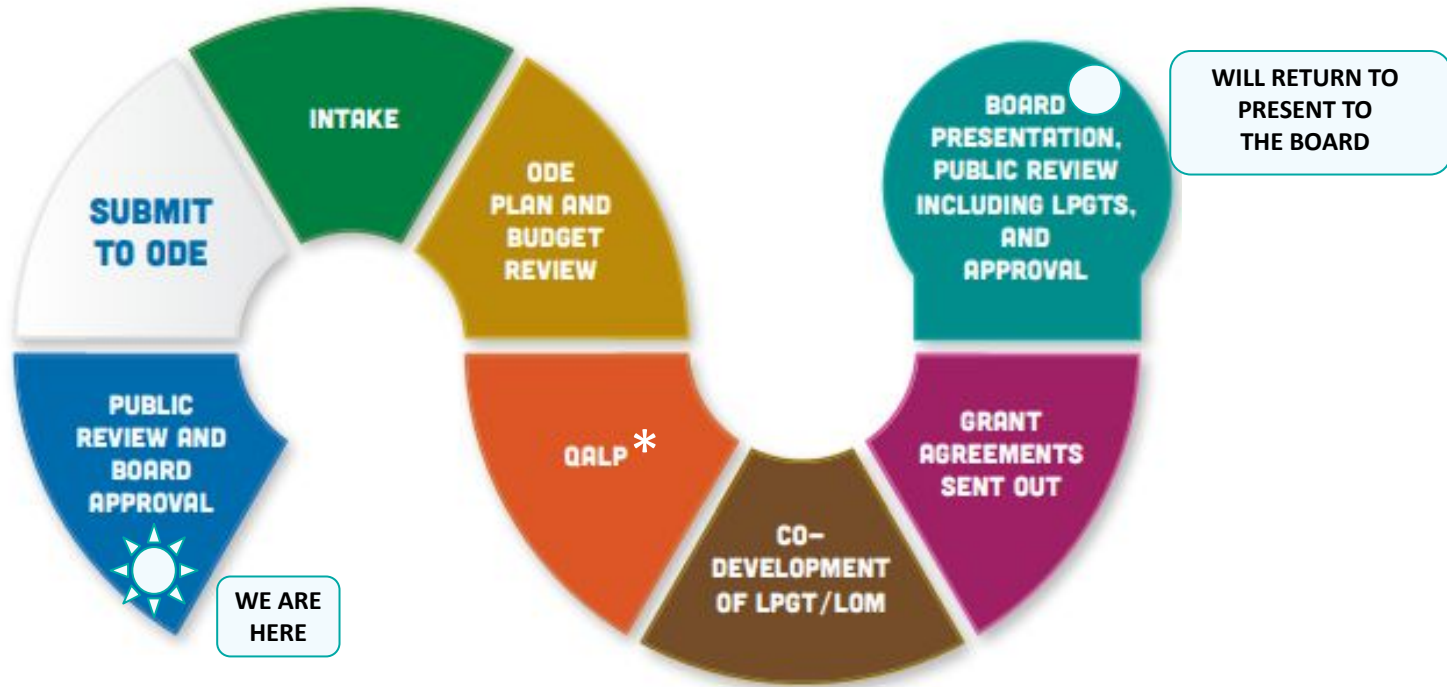 PUBLIC
REVIEW AND
BOARD
APPROVAL
WE ARE
HERE
SUBMIT
TO ODE
INTAKE
ODE
PLAN AND
BUDGET
REVIEW
QALP*
CO-
DEVELOPMENT
OF LPGT/LOM
GRANT
AGREEMENTS
SENT OUT
BOARD
PRESENTATION,
PUBLIC REVIEW
INCLUDING LPGTS,
AND
APPROVAL
WILL RETURN TO
PRESENT TO
THE BOARD